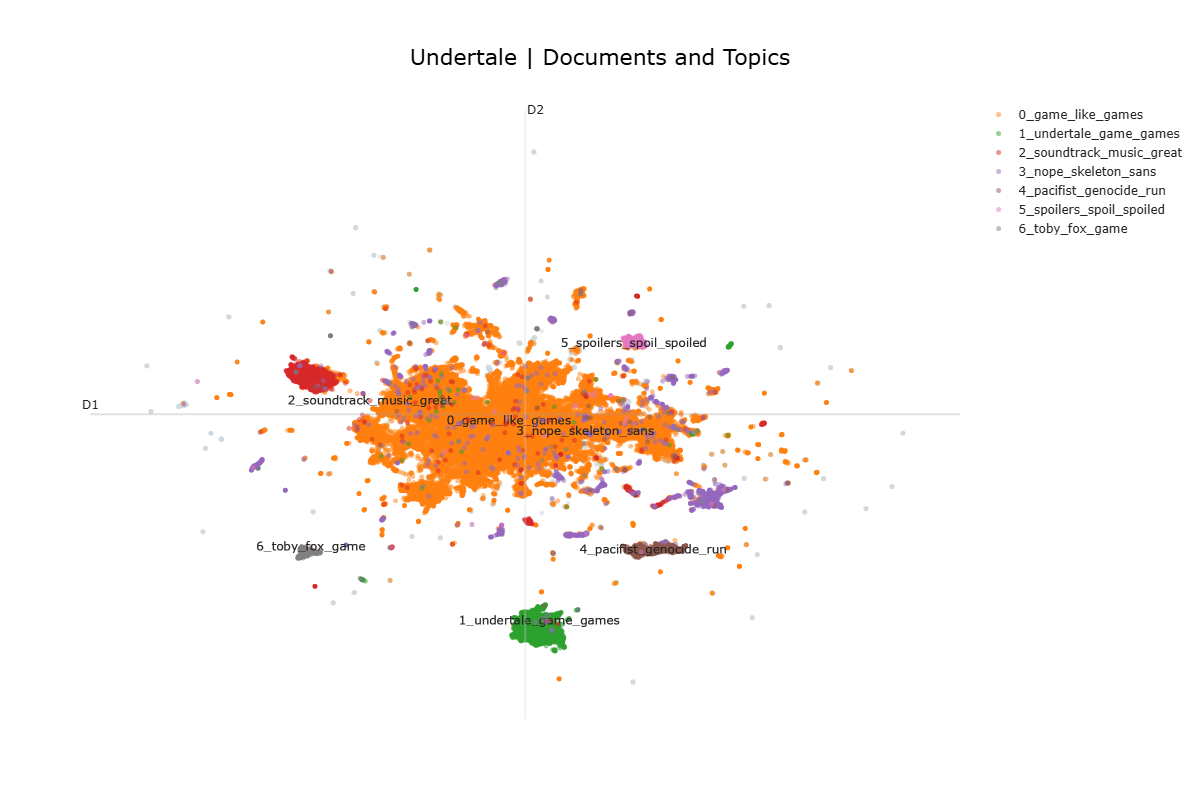 Undertale | Documents and Topics
D2
0_game_like_games
1_undertale_game_games
2_soundtrack_music_great
3_nope_skeleton_sans
4_pacifist_genocide_run
5_spoilers_spoil_spoiled
6_toby_fox_game
5_spoilers_spoil_spoiled
2_soundtrack_music_great
D1
0_game_like_games
3_nope_skeleton_sans
6_toby_fox_game
4_pacifist_genocide_run
1_undertale_game_games